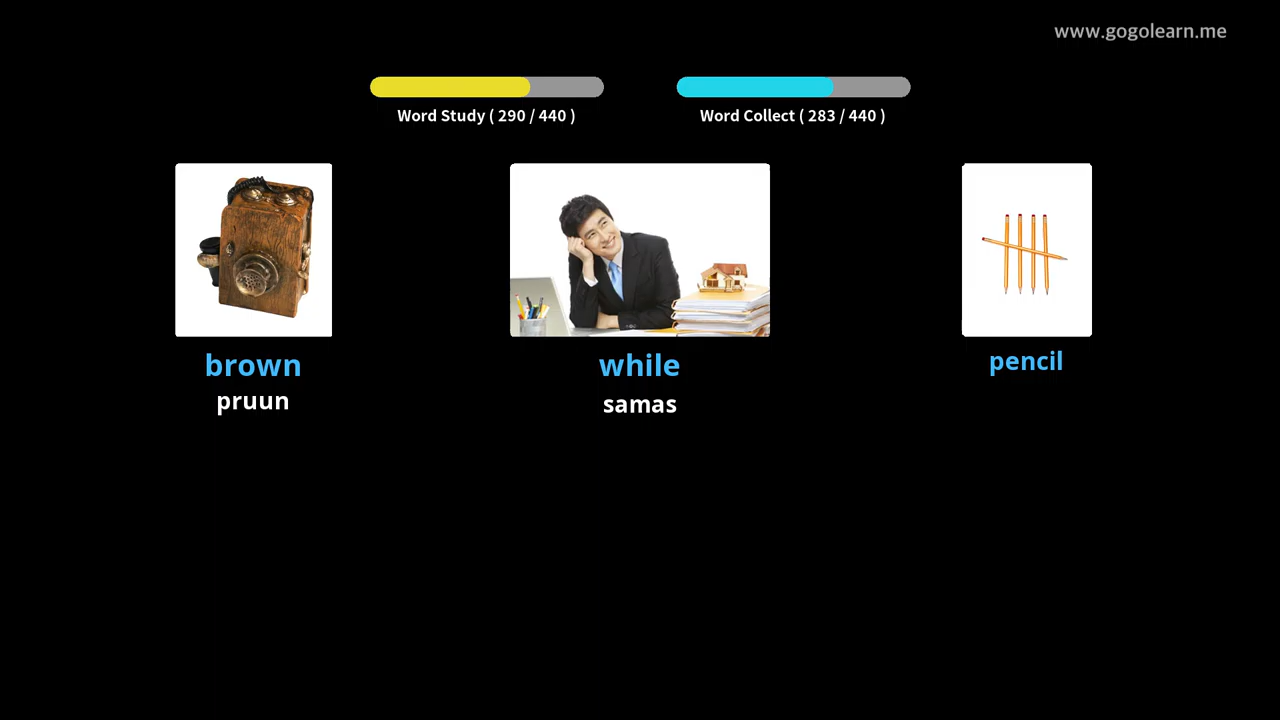 www.gogolearn.me
Word Study ( 290 / 440 )
Word Collect ( 283 / 440 )
brown
pruun
while
samas
pencil